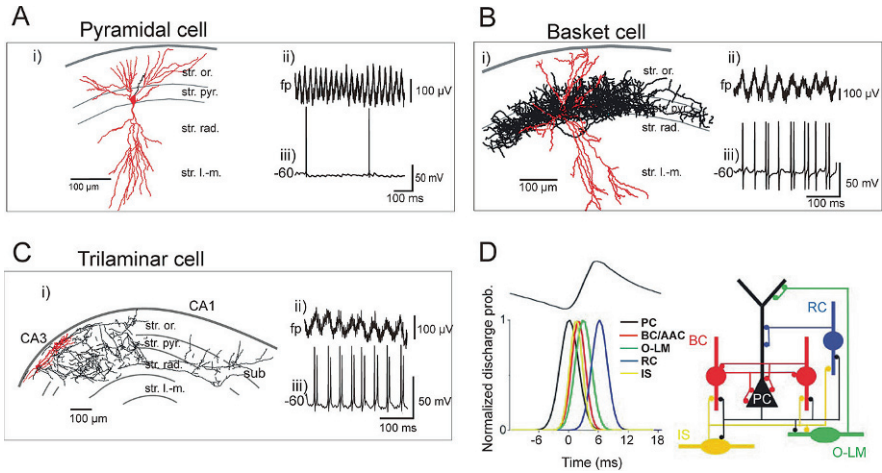 A
Pyramidal cell
i)
str. or.
str. pyr.
str. rad.
str. l.-m.
100 µm
ii)
fp
100 µV
iii)
-60
50 mV
100 ms
B
Basket cell
i)
str. or.
str. pyr.
str. rad.
str. l.-m.
100 µm
ii)
fp
100 µV
iii)
-60
50 mV
100 ms
C
Trilaminar cell
i)
CA1
CA3
str. or.
str. pyr.
str. rad.
str. l.-m.
sub
100 µm
ii)
fp
100 µV
iii)
-60
50 mV
100 ms
D
Normalized discharge prob.
1
0
-6 0 6 12 18
Time (ms)
PC
BC/AAC
O-LM
RC
IS
RC
BC
PC
IS
O-LM